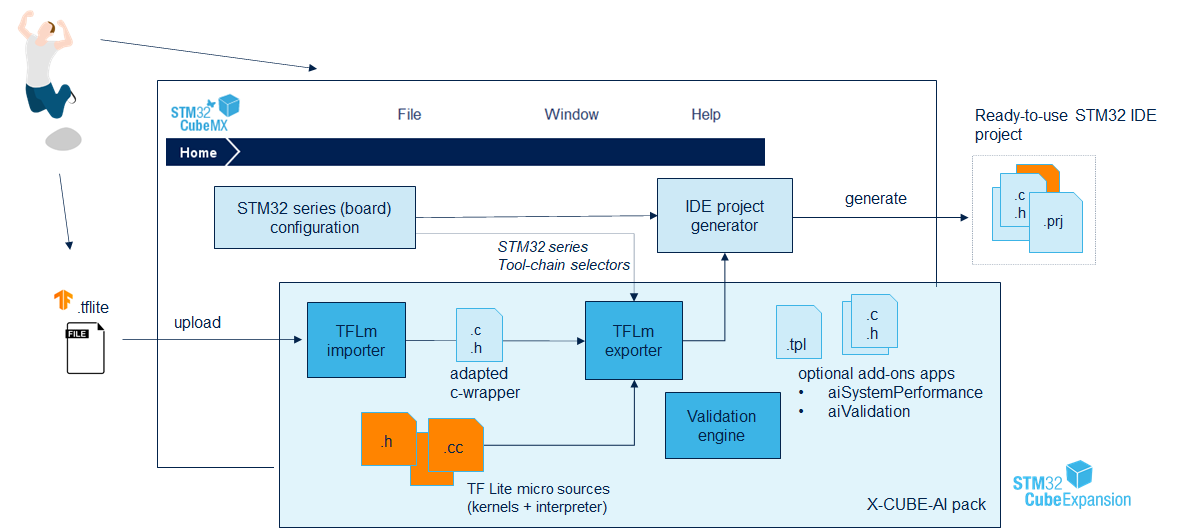 STM32
CubeMX
File
Window
Help
Home
Ready-to-use STM32 IDE
project
.c
.h
.prj
STM32 series (board)
configuration
IDE project
generator
generate
STM32 series
Tool-chain selectors
.tflite
FILE
upload
TFLm
importer
.c
.h
adapted
c-wrapper
TFLm
exporter
.tpl
.c
.h
optional add-ons apps
• aiSystemPerformance
• aiValidation
Validation
engine
.h
.cc
TF Lite micro sources
(kernels + interpreter)
X-CUBE-AI pack
STM32
CubeExpansion